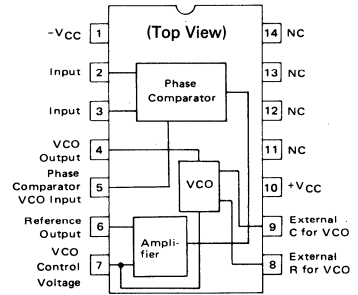 (Top View)
-VCC 1
Input 2
Input 3
VCO
Output 4
Phase
Comparator
VCO Input 5
Reference
Output 6
VCO
Control
Voltage 7
Phase
Comparator
VCO
Ampli-
fier
14 NC
13 NC
12 NC
11 NC
10 +VCC
9 External
C for VCO
8 External
R for VCO